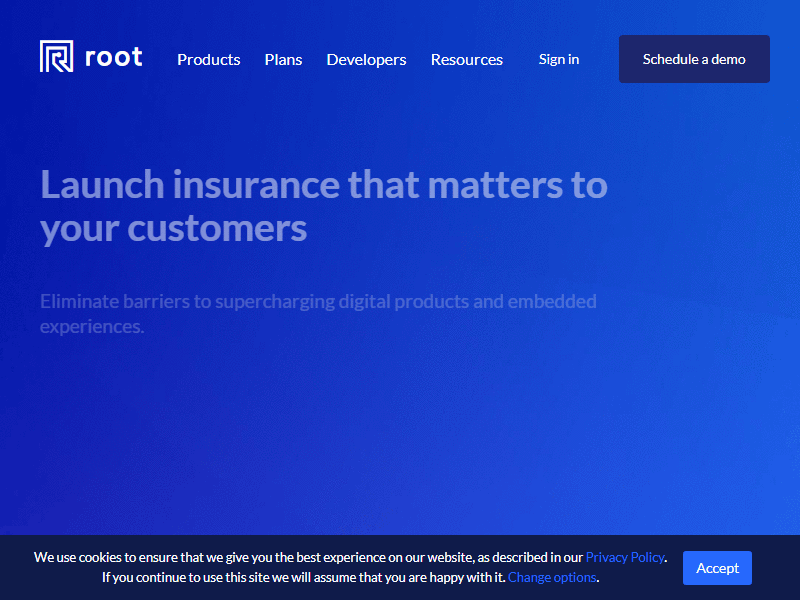 root
Products
Plans
Developers
Resources
Sign in
Schedule a demo
Launch insurance that matters to
your customers
Eliminate barriers to supercharging digital products and embedded
experiences.
We use cookies to ensure that we give you the best experience on our website, as described in our Privacy Policy.
If you continue to use this site we will assume that you are happy with it. Change options.
Accept